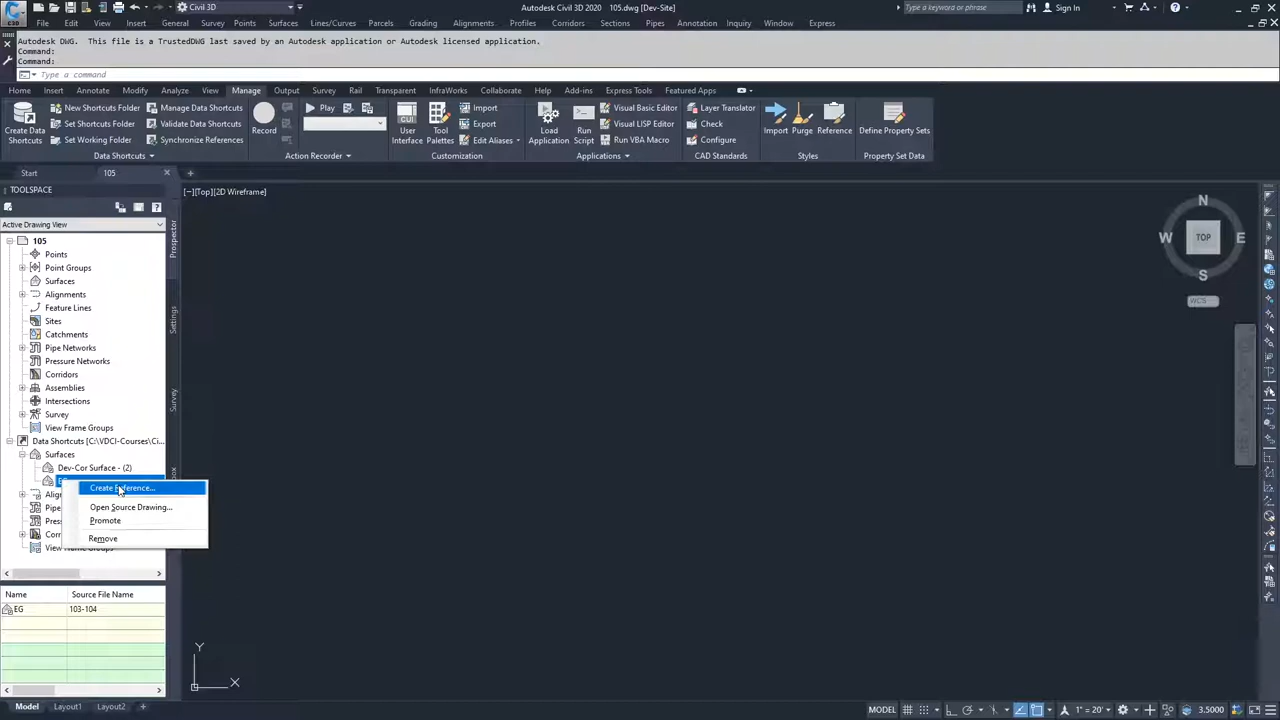 Civil 3D
Autodesk Civil 3D 2020 105.dwg [Dev-Site]
Type a keyword or phrase
Sign In
File Edit View Insert General Survey Points Surfaces Lines/Curves Parcels Grading Alignments Profiles Corridors Sections Pipes Annotation Inquiry Window Express
Autodesk DWG. This file is a TrustedDWG last saved by an Autodesk application or Autodesk licensed application.
Command:
Command:
Type a command
Home Insert Annotate Modify Analyze View Manage Output Survey Rail Transparent InfraWorks Collaborate Help Add-ins Express Tools Featured Apps
Create Data Shortcuts
New Shortcuts Folder
Set Shortcuts Folder
Set Working Folder
Manage Data Shortcuts
Validate Data Shortcuts
Synchronize References
Data Shortcuts
Record
Play
Action Recorder
User Interface
Tool Palettes
Import
Export
Edit Aliases
Customization
Load Application
Run Script
Visual Basic Editor
Visual LISP Editor
Run VBA Macro
Applications
Layer Translator
Check
Configure
CAD Standards
Import Purge Reference
Styles
Define Property Sets
Property Set Data
Start 105
TOOLSPACE
[−][Top][2D Wireframe]
Active Drawing View
Prospector
Settings
Survey
105
Points
Point Groups
Surfaces
Alignments
Feature Lines
Sites
Catchments
Pipe Networks
Pressure Networks
Corridors
Assemblies
Intersections
Survey
View Frame Groups
Data Shortcuts [C:\VDCI-Courses\Ci...
Surfaces
Dev-Cor Surface - (2)
Create Reference...
Open Source Drawing...
Promote
Remove
Name Source File Name
EG 103-104
N
W TOP E
S
WCS
Y
X
Model Layout1 Layout2
MODEL
1" = 20'
3.5000